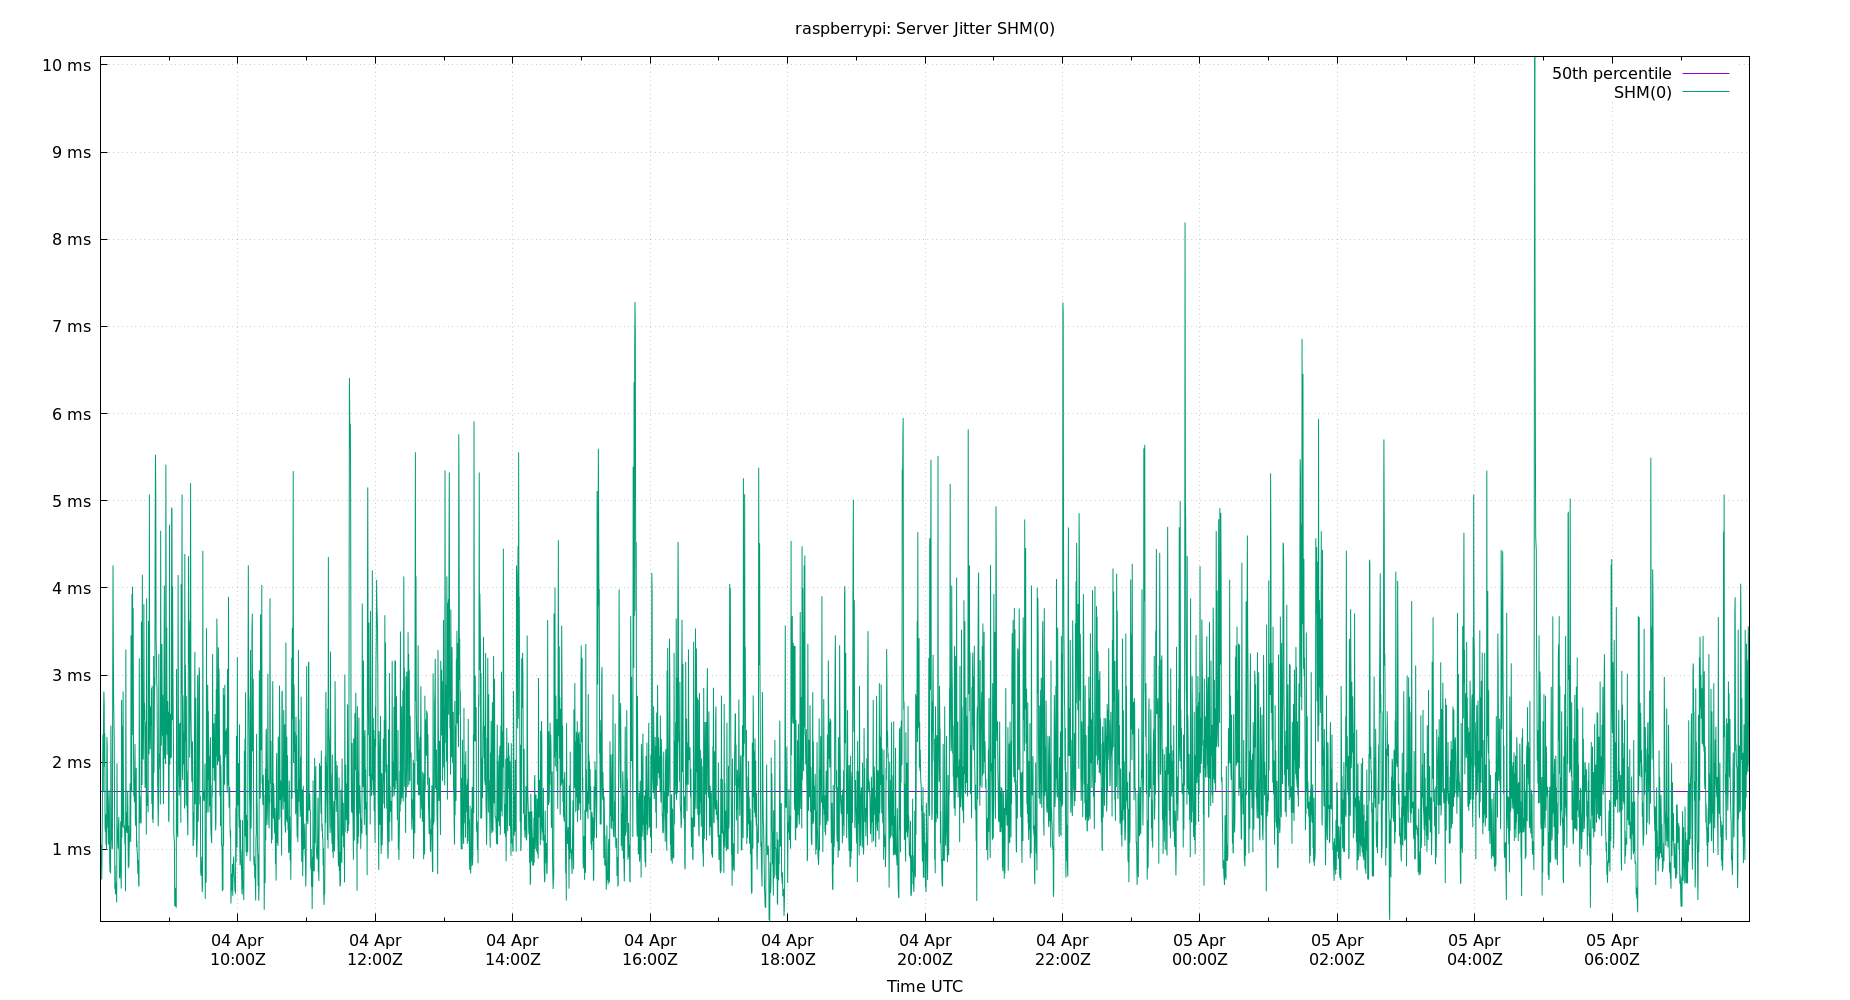 raspberrypi: Server Jitter SHM(0)
10 ms
9 ms
8 ms
7 ms
6 ms
5 ms
4 ms
3 ms
2 ms
1 ms
50th percentile
SHM(0)
04 Apr 04 Apr 04 Apr 04 Apr 04 Apr 04 Apr 04 Apr 05 Apr 05 Apr 05 Apr 05 Apr
10:00Z 12:00Z 14:00Z 16:00Z 18:00Z 20:00Z 22:00Z 00:00Z 02:00Z 04:00Z 06:00Z
Time UTC